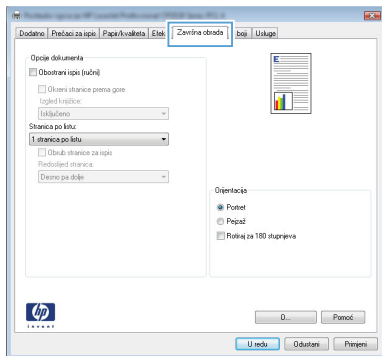 Dodatno Prečaci za ispis Papir/kvaliteta Efek Završna obrada boji Usluge
Opcije dokumenta
Obostrani ispis (ručni)
Okreni stranice prema gore
Izgled knjižice:
Isključeno
Stranica po listu:
1 stranica po listu
Obrub stranice za ispis
Redoslijed stranica:
Desno pa dolje
E
Orijentacija
Portret
Pejzaž
Rotiraj za 180 stupnjeva
hp
invent
O... Pomoć
U redu Odustani Primjeni